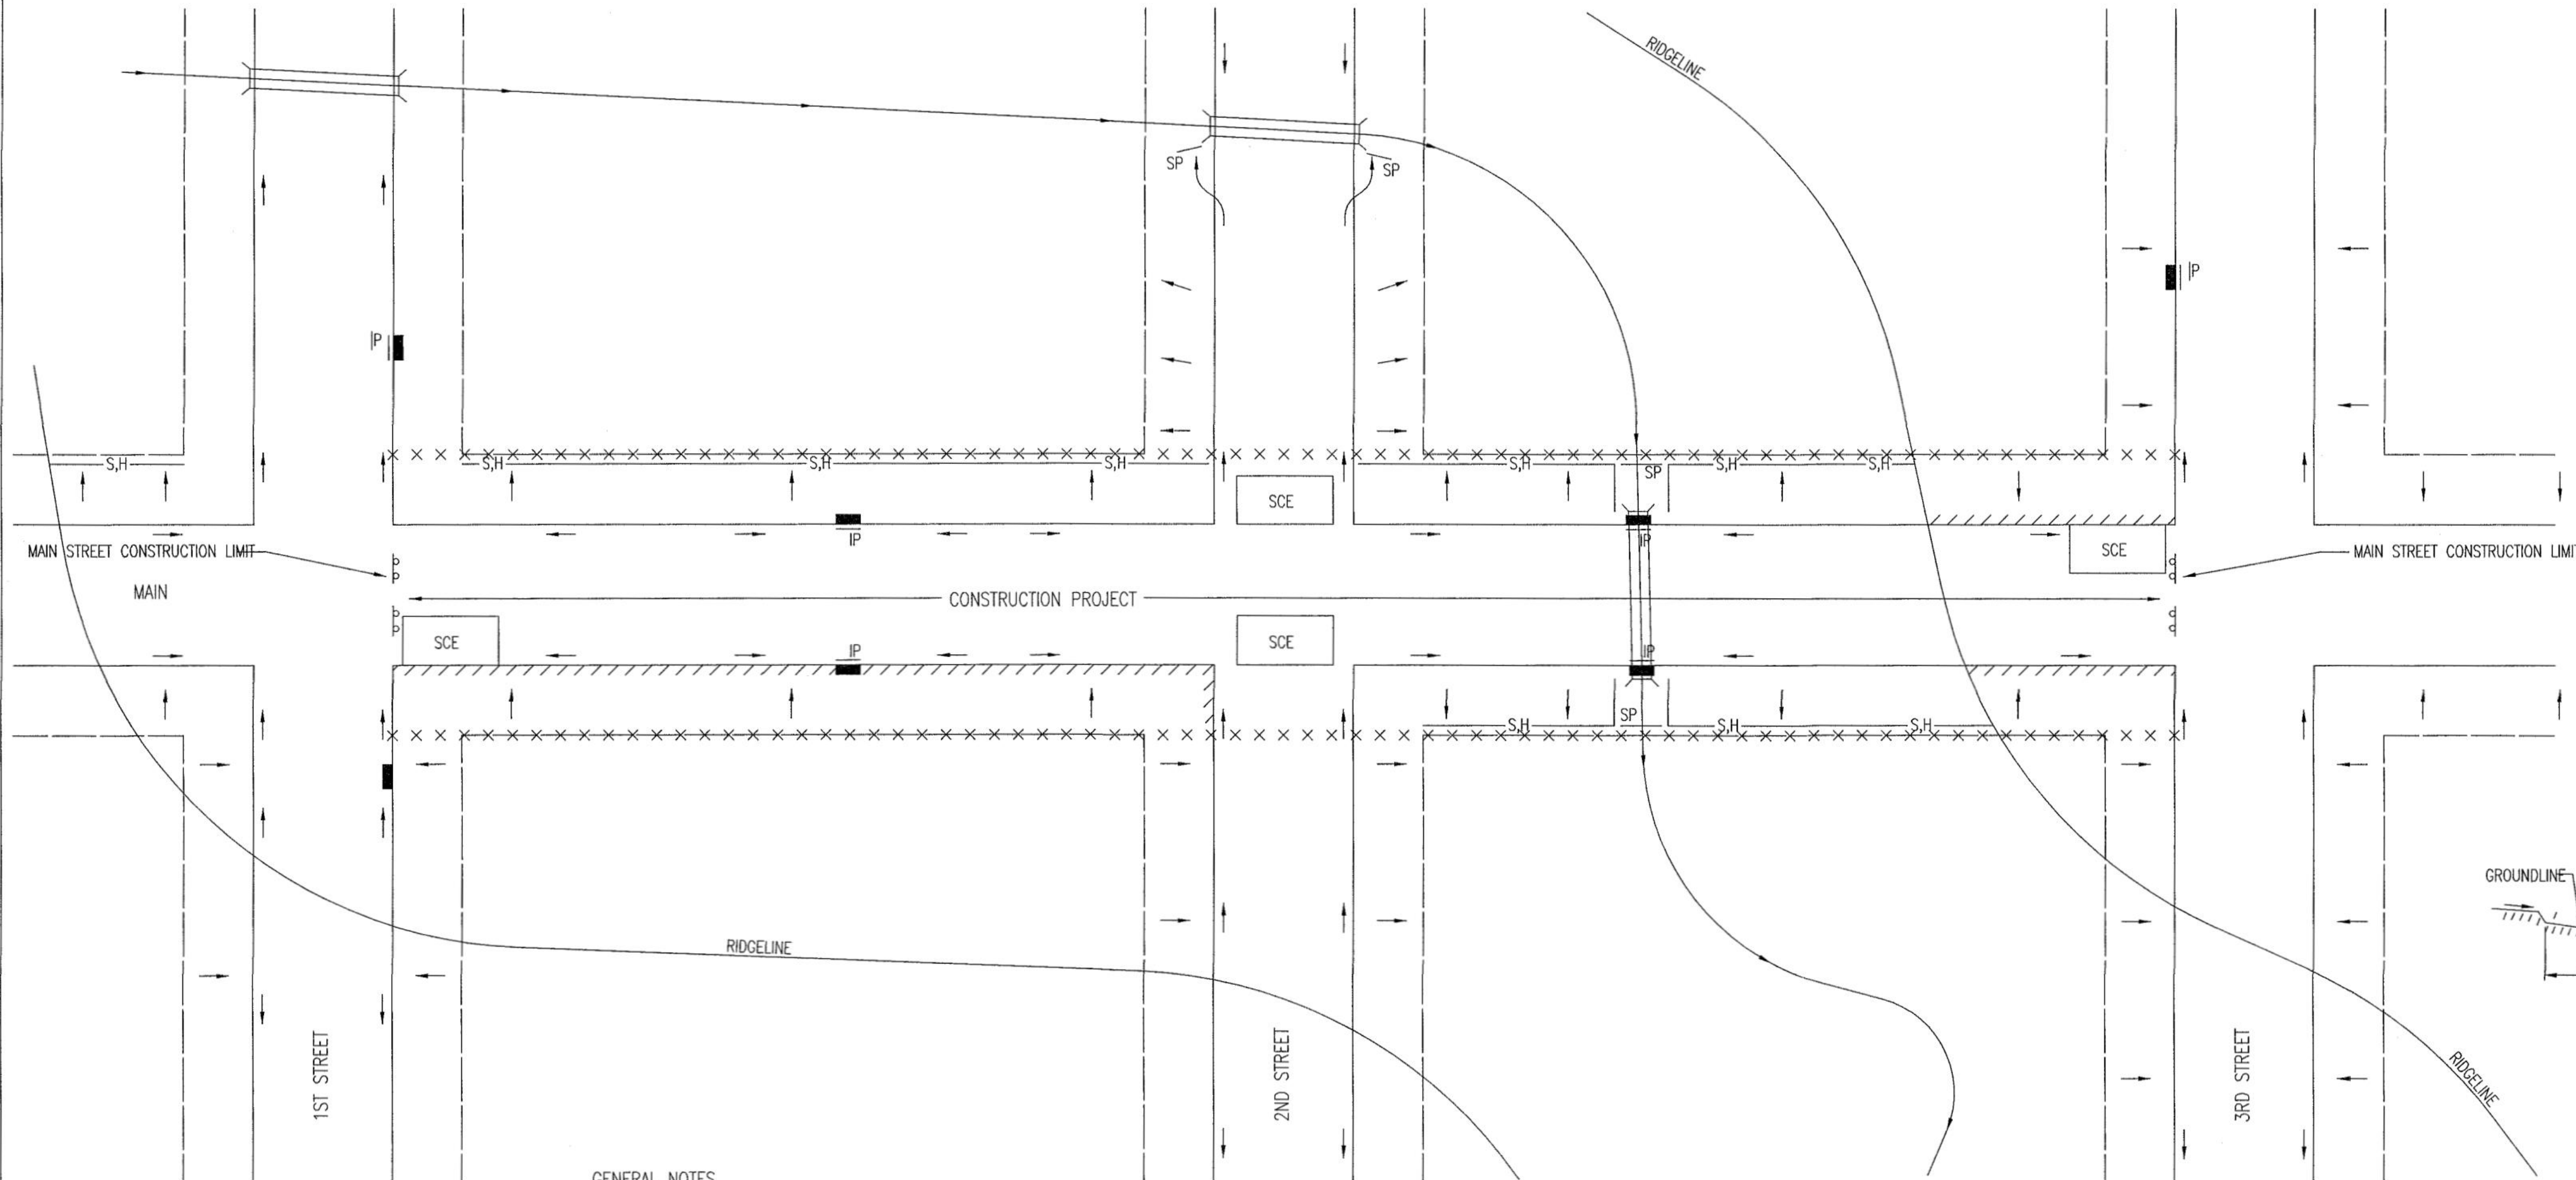 RIDGELINE
SP
SP
IP
IP
S,H
S,H
S,H
S,H
S,H
SP
S,H
S,H
SCE
IP
IP
SCE
MAIN STREET CONSTRUCTION LIMIT
MAIN STREET CONSTRUCTION LIMI
MAIN
CONSTRUCTION PROJECT
SCE
SCE
IP
IP
S,H
SP
S,H
S,H
GROUNDLINE
RIDGELINE
1ST STREET
2ND STREET
3RD STREET
RIDGELINE
GENERAL NOTES